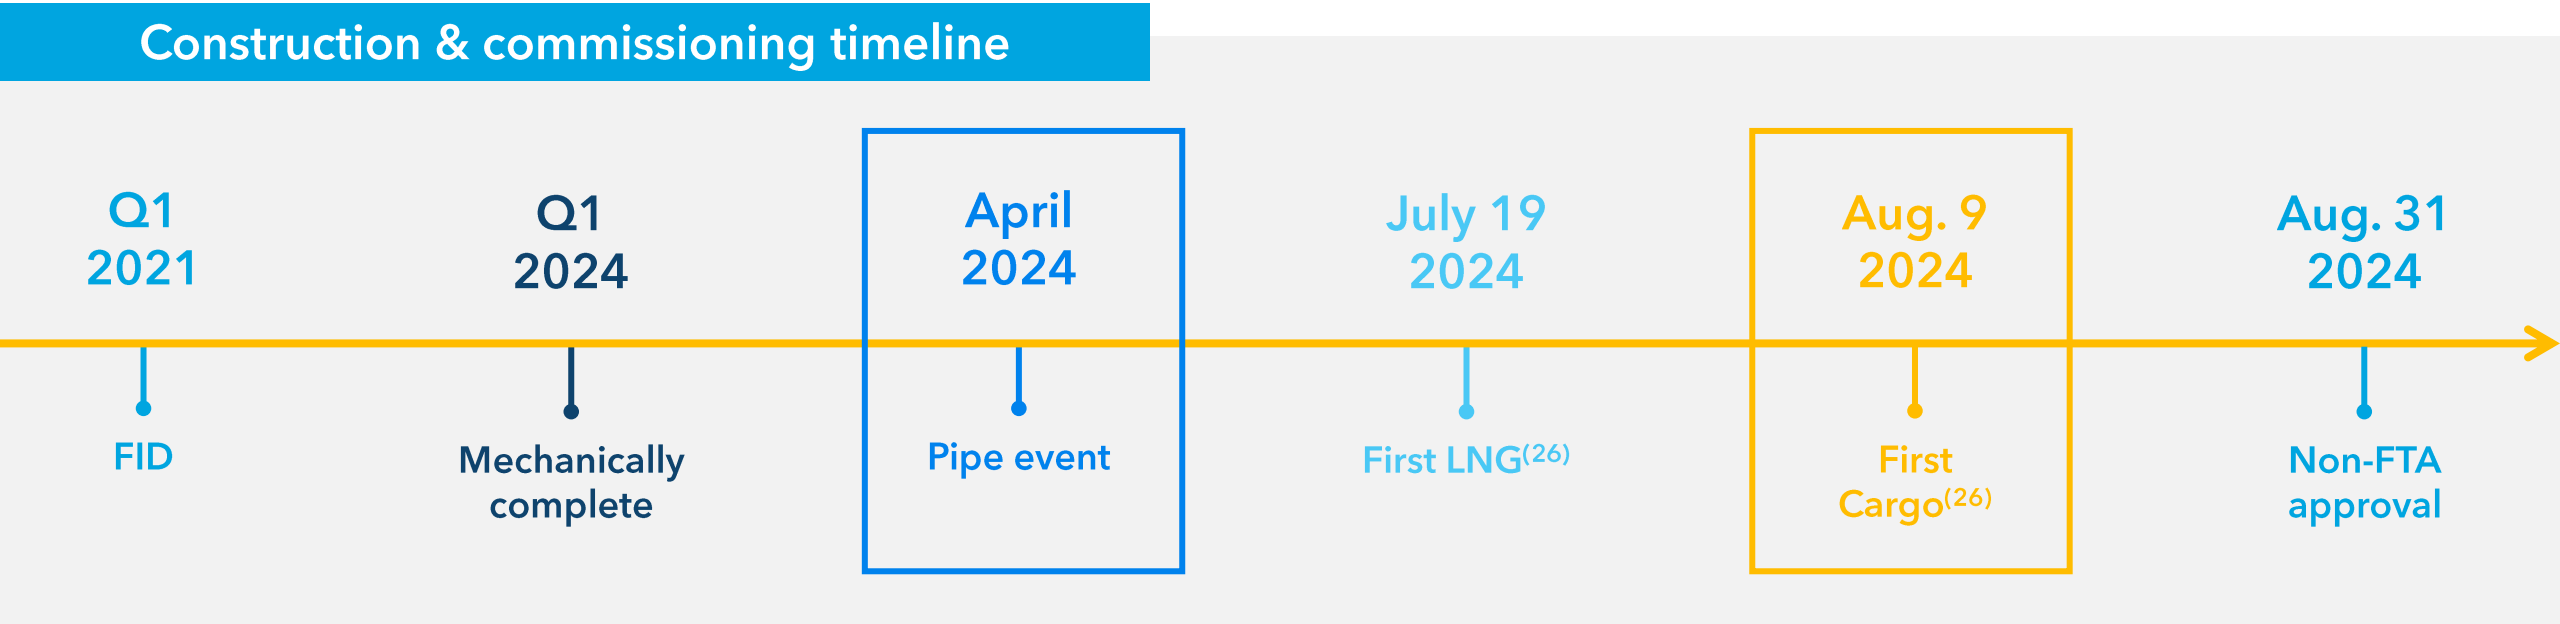 Construction & commissioning timeline
Q1
2021
Q1
2024
April
2024
July 19
2024
Aug. 9
2024
Aug. 31
2024
FID
Mechanically
complete
Pipe event
First LNG(26)
First
Cargo(26)
Non-FTA
approval